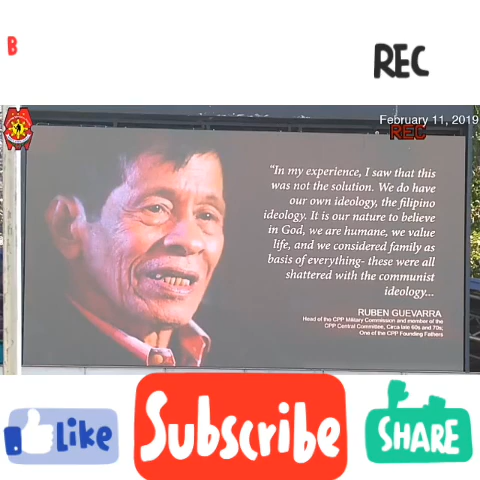 B
REC
February 11, 2019
REC
"In my experience, I saw that this
was not the solution. We do have
our own ideology, the filipino
ideology. It is our nature to believe
in God, we are humane, we value
life, and we considered family as
basis of everything- these were all
shattered with the communist
ideology...
RUBEN GUEVARRA
Head of the CPP Military Commission and member of the
CPP Central Committee, Circa late 60s and 70s;
One of the CPP Founding Fathers
LiKe
Subscribe
SHARE